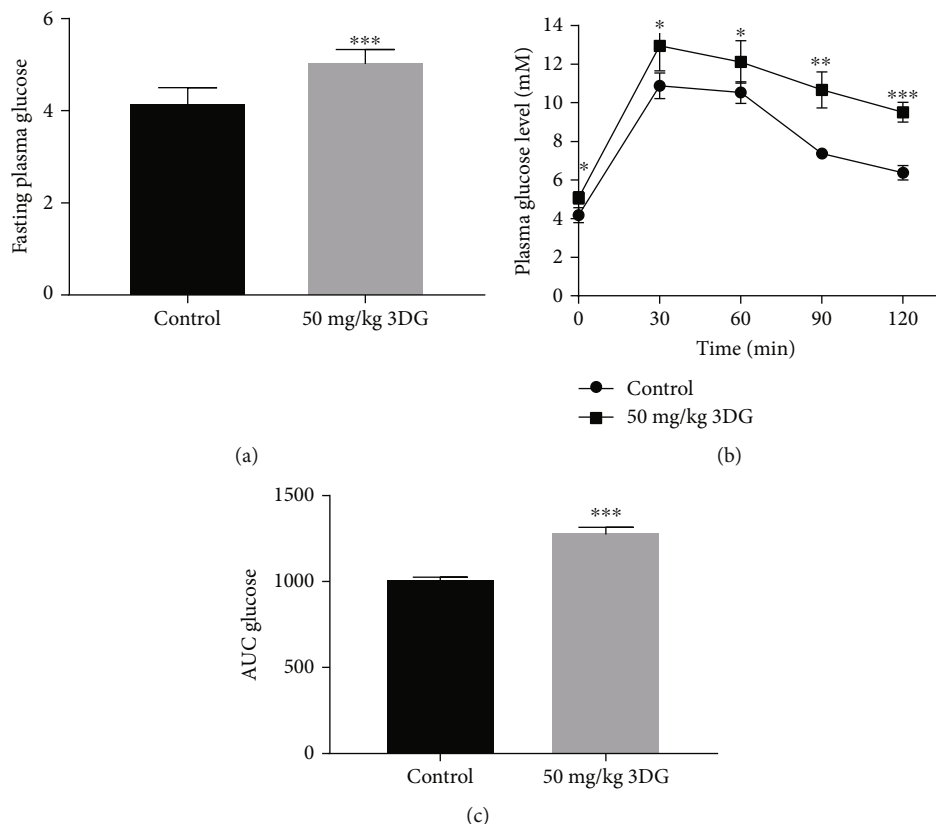 6
4
2
0
Fasting plasma glucose
***
Control
50 mg/kg 3DG
(a)
14
12
10
8
6
4
2
0
Plasma glucose level (mM)
*
*
*
**
***
0 30 60 90 120
Time (min)
Control
50 mg/kg 3DG
(b)
1500
1000
500
0
AUC glucose
***
Control
50 mg/kg 3DG
(c)